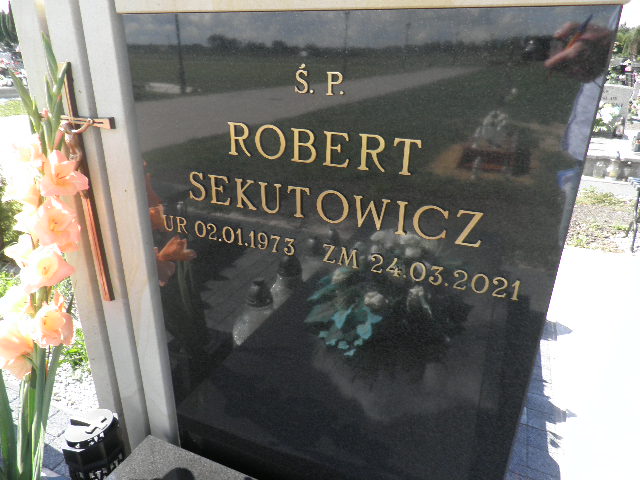 Ś. P.
ROBERT
SEKUTOWICZ
UR 02.01.1973 ZM 24.03.2021